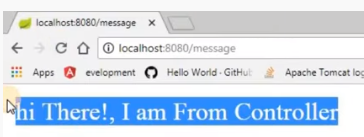 localhost:8080/message
localhost:8080/message
Apps evelopment Hello World · GitHub Apache Tomcat log
hi There!, I am From Controller